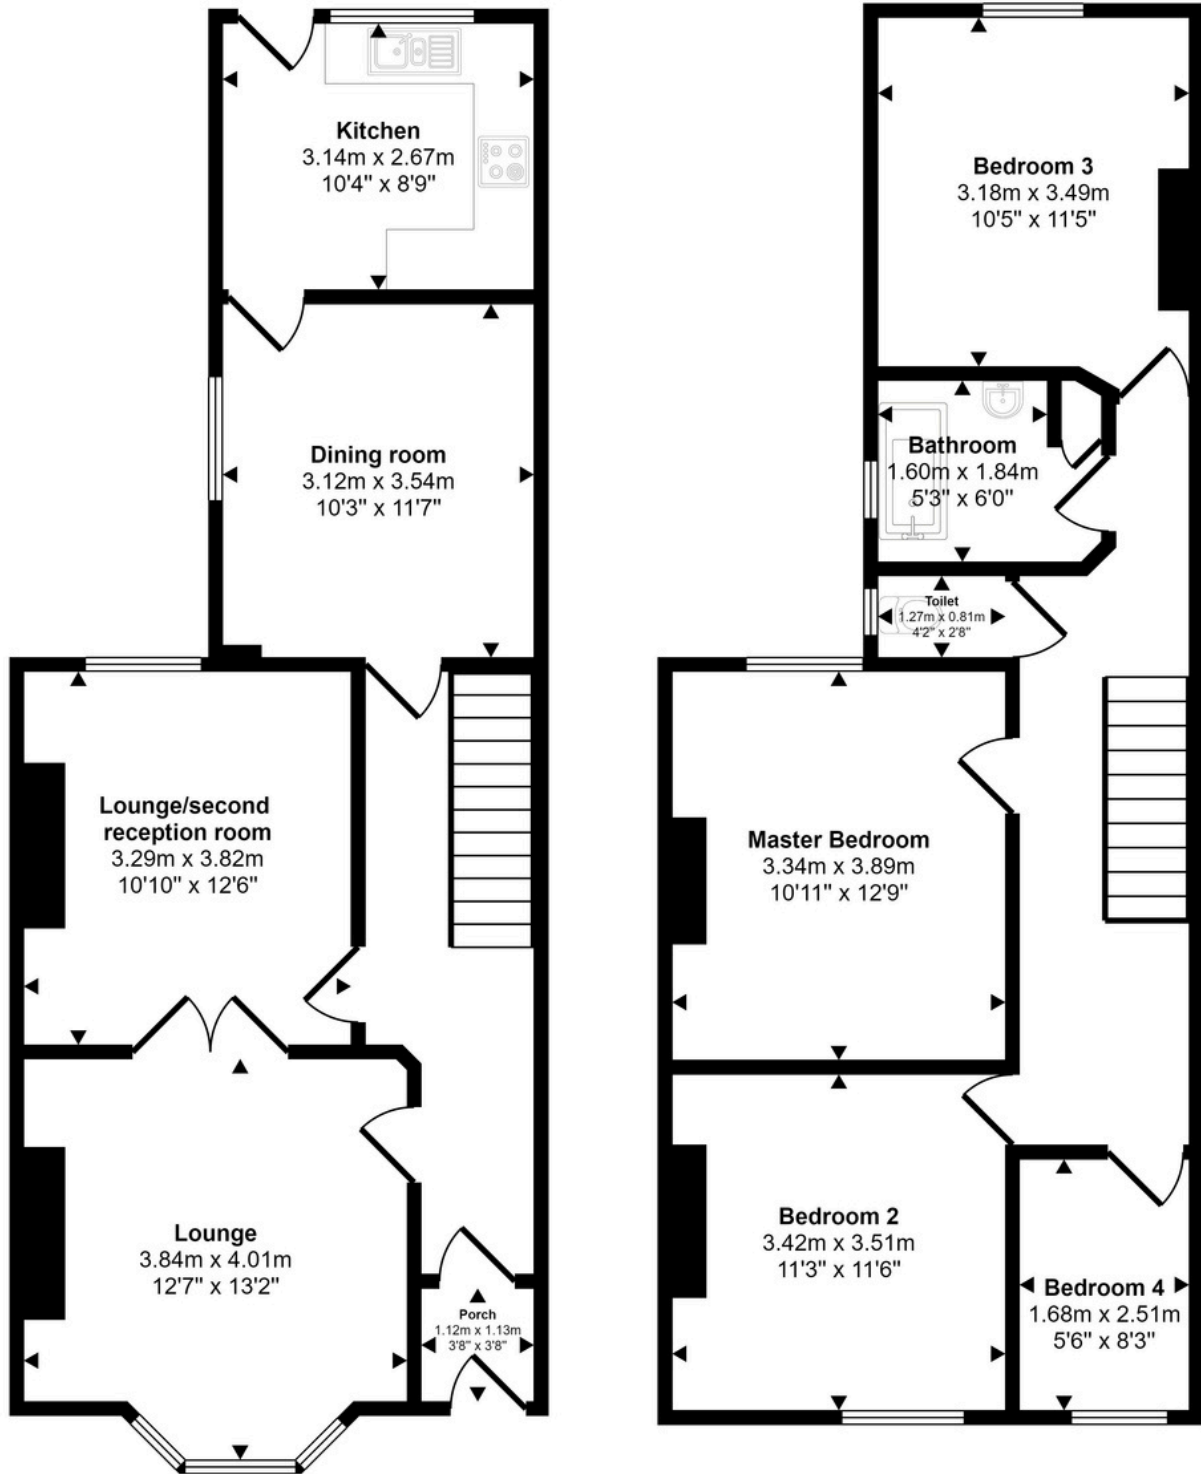 Kitchen
3.14m x 2.67m
10'4" x 8'9"
Dining room
3.12m x 3.54m
10'3" x 11'7"
Lounge/second
reception room
3.29m x 3.82m
10'10" x 12'6"
Lounge
3.84m x 4.01m
12'7" x 13'2"
Porch
1.12m x 1.13m
3'8" x 3'8"
Bedroom 3
3.18m x 3.49m
10'5" x 11'5"
Bathroom
1.60m x 1.84m
5'3" x 6'0"
Toilet
1.27m x 0.81m
4'2" x 2'8"
Master Bedroom
3.34m x 3.89m
10'11" x 12'9"
Bedroom 2
3.42m x 3.51m
11'3" x 11'6"
Bedroom 4
1.68m x 2.51m
5'6" x 8'3"